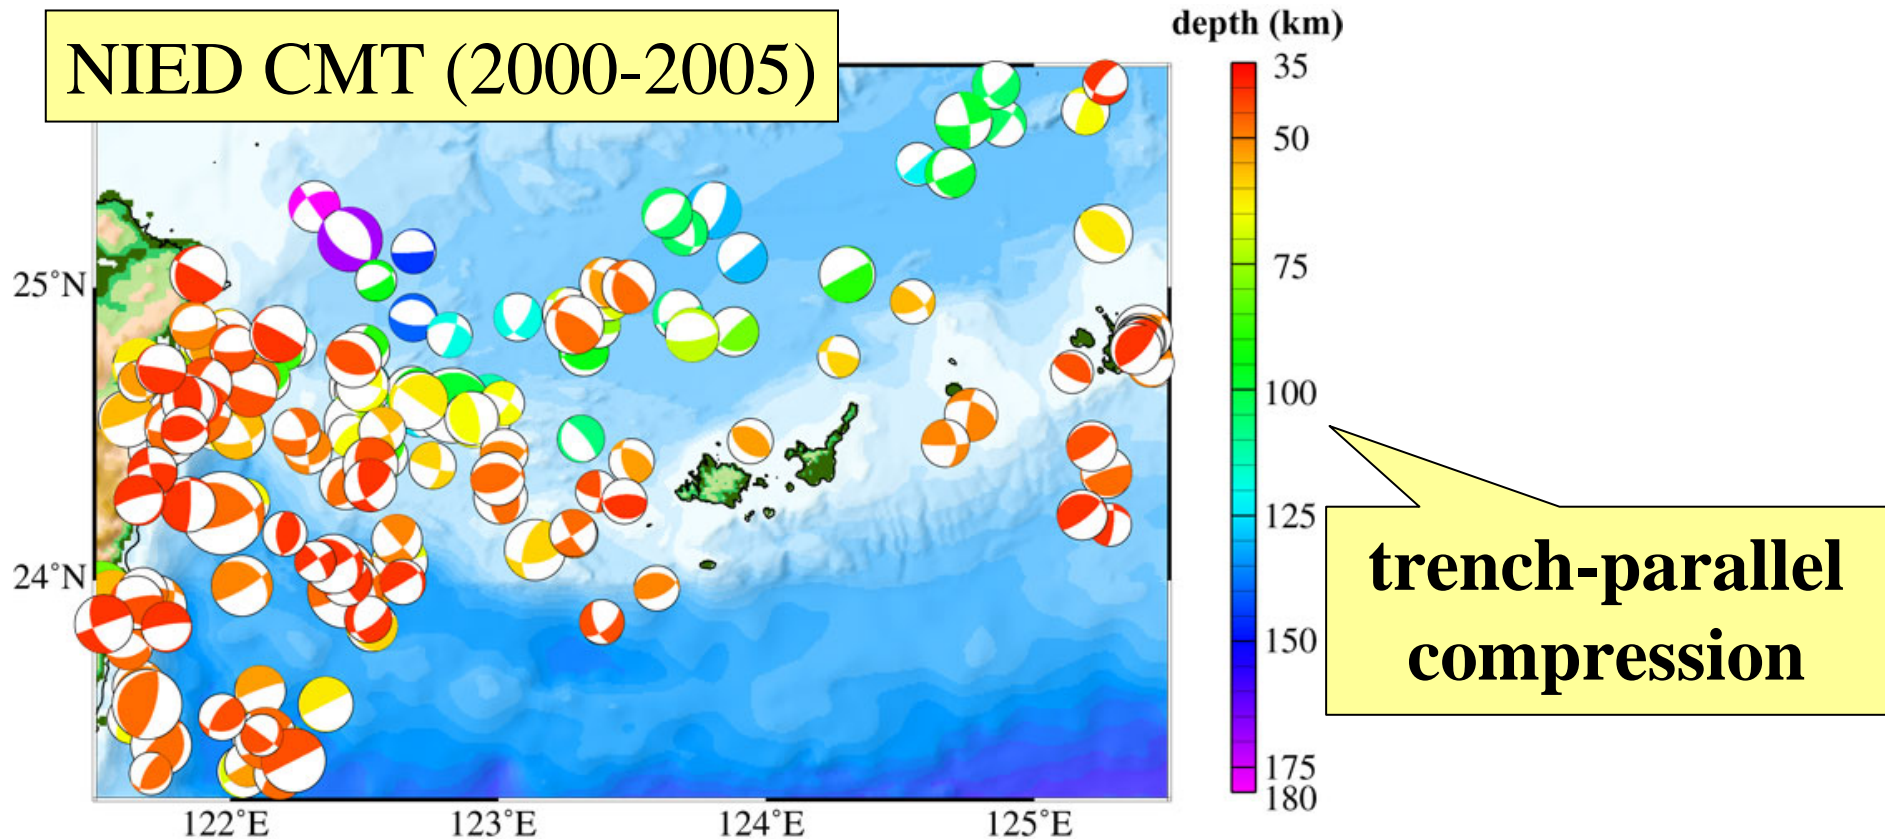 NIED CMT (2000-2005)
depth (km)
35
50
75
100
125
150
175
180
25˚N
24˚N
122˚E
123˚E
124˚E
125˚E
trench-parallel
compression